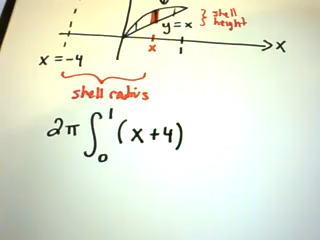 shell
height
y = x
x
1
x
x = -4
shell radius
2π ∫₀¹ (x+4)